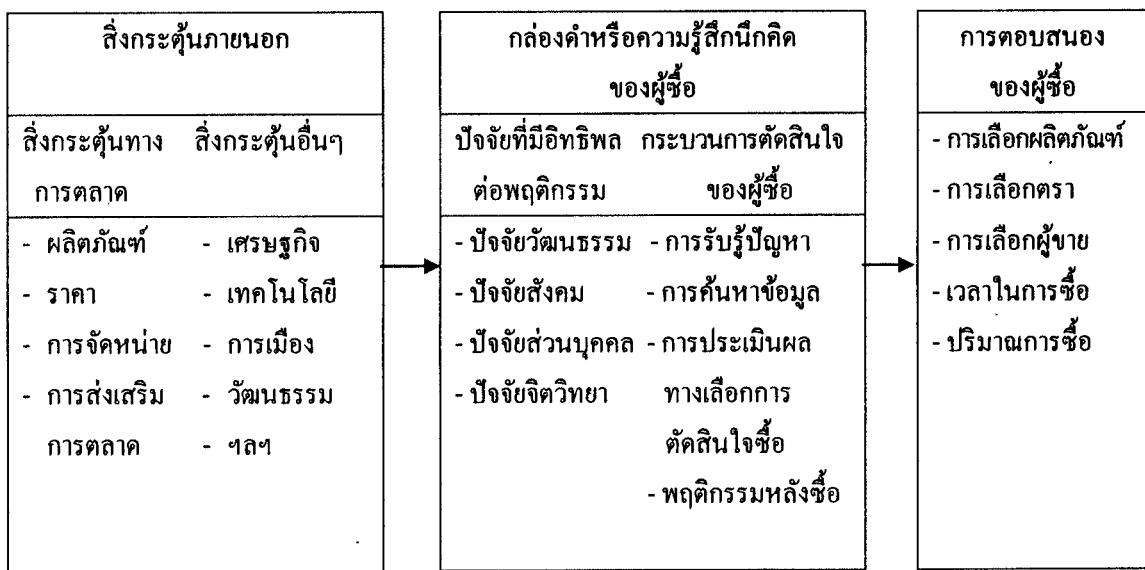 สิ่งกระตุ้นภายนอก
สิ่งกระตุ้นทาง สิ่งกระตุ้นอื่นๆ
การตลาด
- ผลิตภัณฑ์ - เศรษฐกิจ
- ราคา - เทคโนโลยี
- การจัดหน่าย - การเมือง
- การส่งเสริม - วัฒนธรรม
การตลาด - ฯลฯ
กล่องดำหรือความรู้สึกนึกคิด
ของผู้ซื้อ
ปัจจัยที่มีอิทธิพล กระบวนการตัดสินใจ
ต่อพฤติกรรม ของผู้ซื้อ
- ปัจจัยวัฒนธรรม - การรับรู้ปัญหา
- ปัจจัยสังคม - การค้นหาข้อมูล
- ปัจจัยส่วนบุคคล - การประเมินผล
- ปัจจัยจิตวิทยา ทางเลือกการ
ตัดสินใจซื้อ
- พฤติกรรมหลังซื้อ
การตอบสนอง
ของผู้ซื้อ
- การเลือกผลิตภัณฑ์
- การเลือกตรา
- การเลือกผู้ขาย
- เวลาในการซื้อ
- ปริมาณการซื้อ